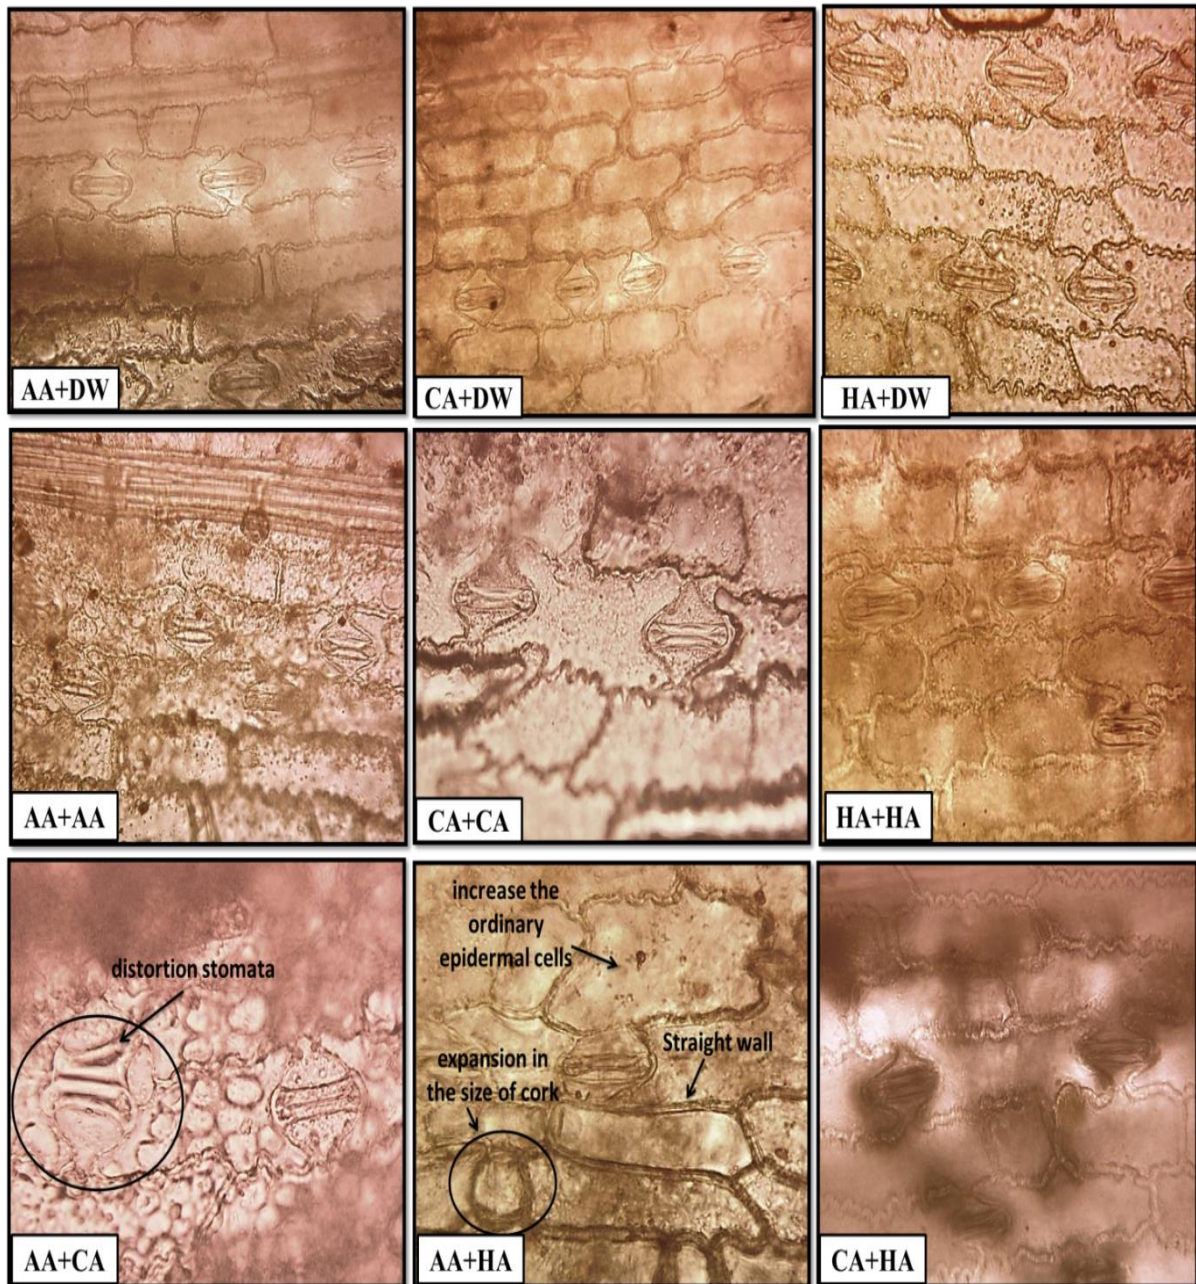 AA+DW
CA+DW
HA+DW
AA+AA
CA+CA
HA+HA
distortion stomata
AA+CA
increase the
ordinary
epidermal cells
expansion in
the size of cork
Straight wall
AA+HA
CA+HA